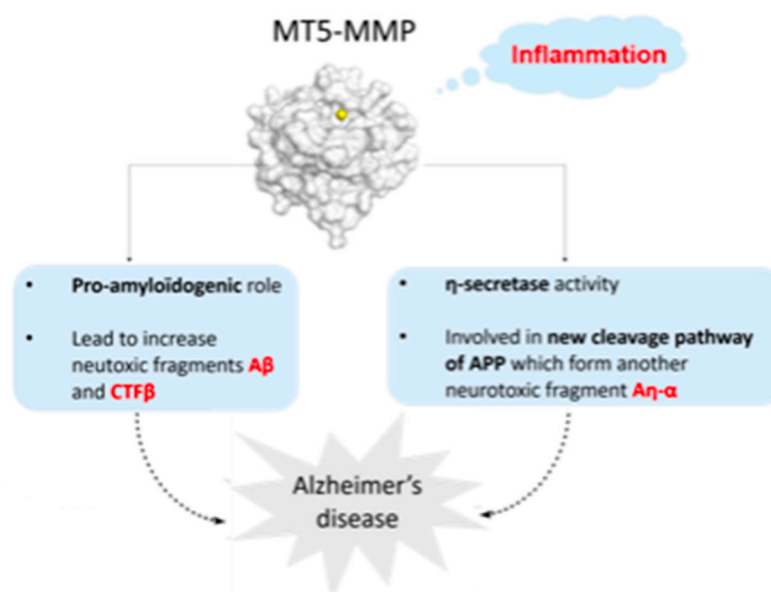 MT5-MMP
Inflammation
• Pro-amyloïdogenic role
• Lead to increase
neutoxic fragments Aβ
and CTFβ
• η-secretase activity
• Involved in new cleavage pathway
of APP which form another
neurotoxic fragment Aη-α
Alzheimer's
disease